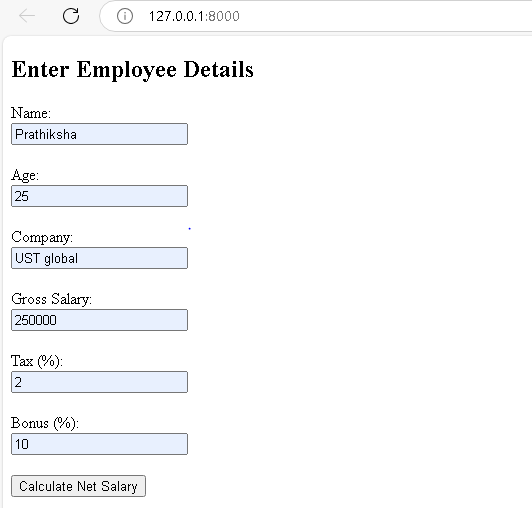 127.0.0.1:8000
Enter Employee Details
Name:
Prathiksha
Age:
25
Company:
UST global
Gross Salary:
250000
Tax (%):
2
Bonus (%):
10
Calculate Net Salary